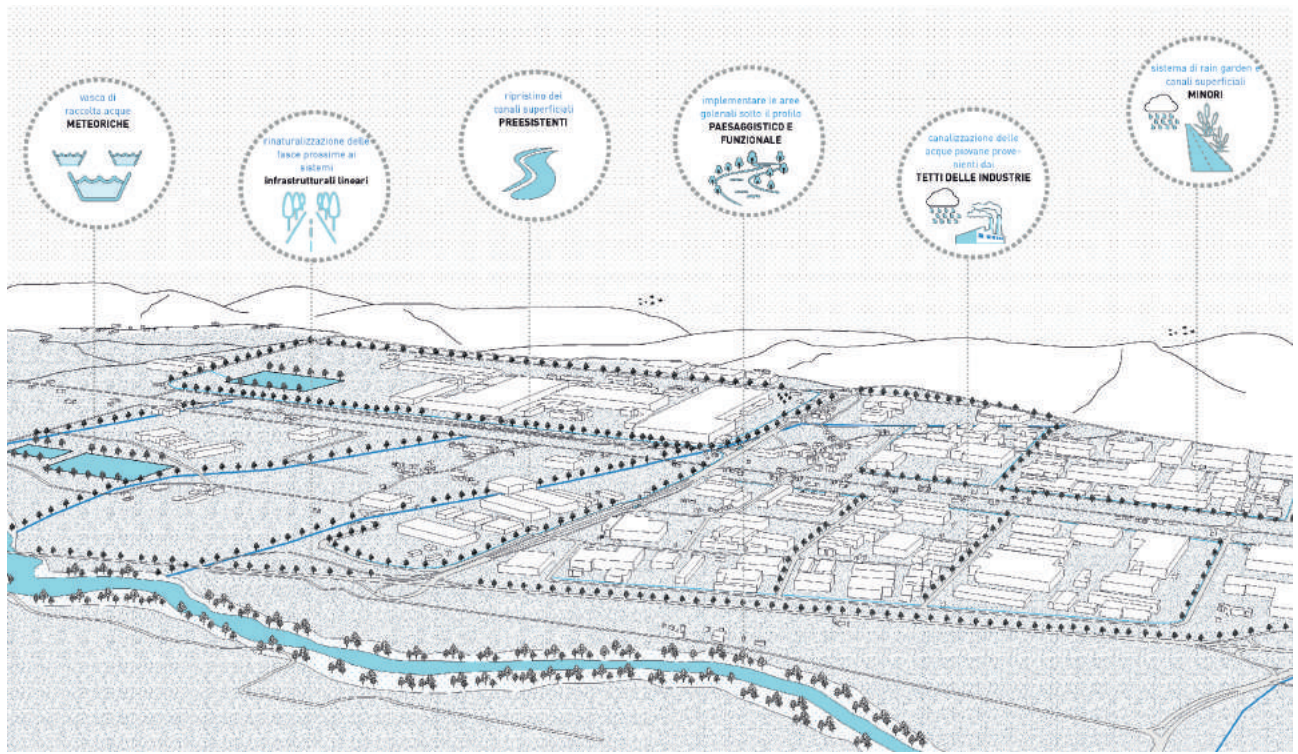 vasca di
raccolta acque
METEORICHE
rinaturalizzazione delle
fasce prossime ai
sistemi
infrastrutturali lineari
ripristino dei
canali superficiali
PREESISTENTI
implementare le aree
golenali sotto il profilo
PAESAGGISTICO E
FUNZIONALE
canalizzazione delle
acque piovane prove-
nienti dai
TETTI DELLE INDUSTRIE
sistema di rain garden e
canali superficiali
MINORI